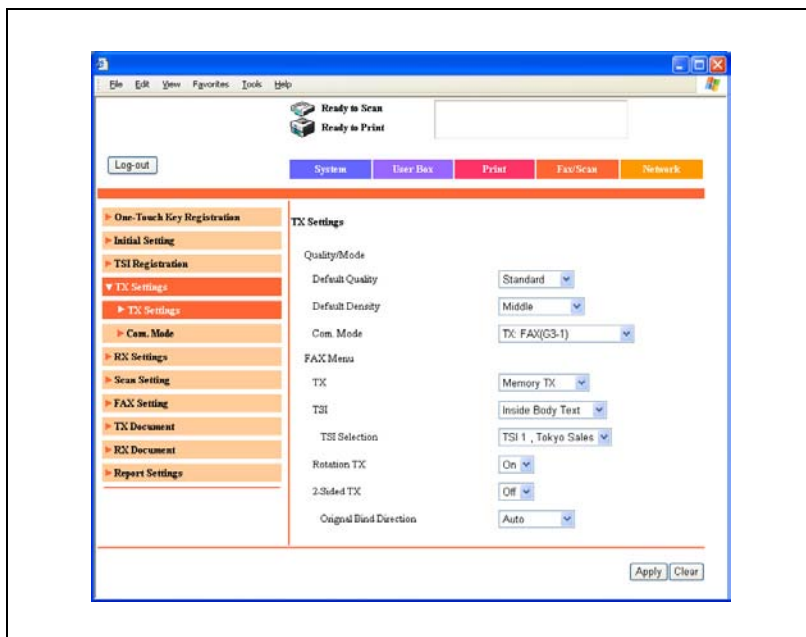 File Edit View Favorites Tools Help
Ready to Scan
Ready to Print
Log-out
System User Box Print Fax/Scan Network
One-Touch Key Registration
Initial Setting
TSI Registration
TX Settings
TX Settings
Com. Mode
RX Settings
Scan Setting
FAX Setting
TX Document
RX Document
Report Settings
TX Settings
Quality/Mode
Default Quality Standard
Default Density Middle
Com. Mode TX: FAX(G3-1)
FAX Menu
TX Memory TX
TSI Inside Body Text
TSI Selection TSI 1 , Tokyo Sales
Rotation TX On
2-Sided TX Off
Orignal Bind Direction Auto
Apply Clear